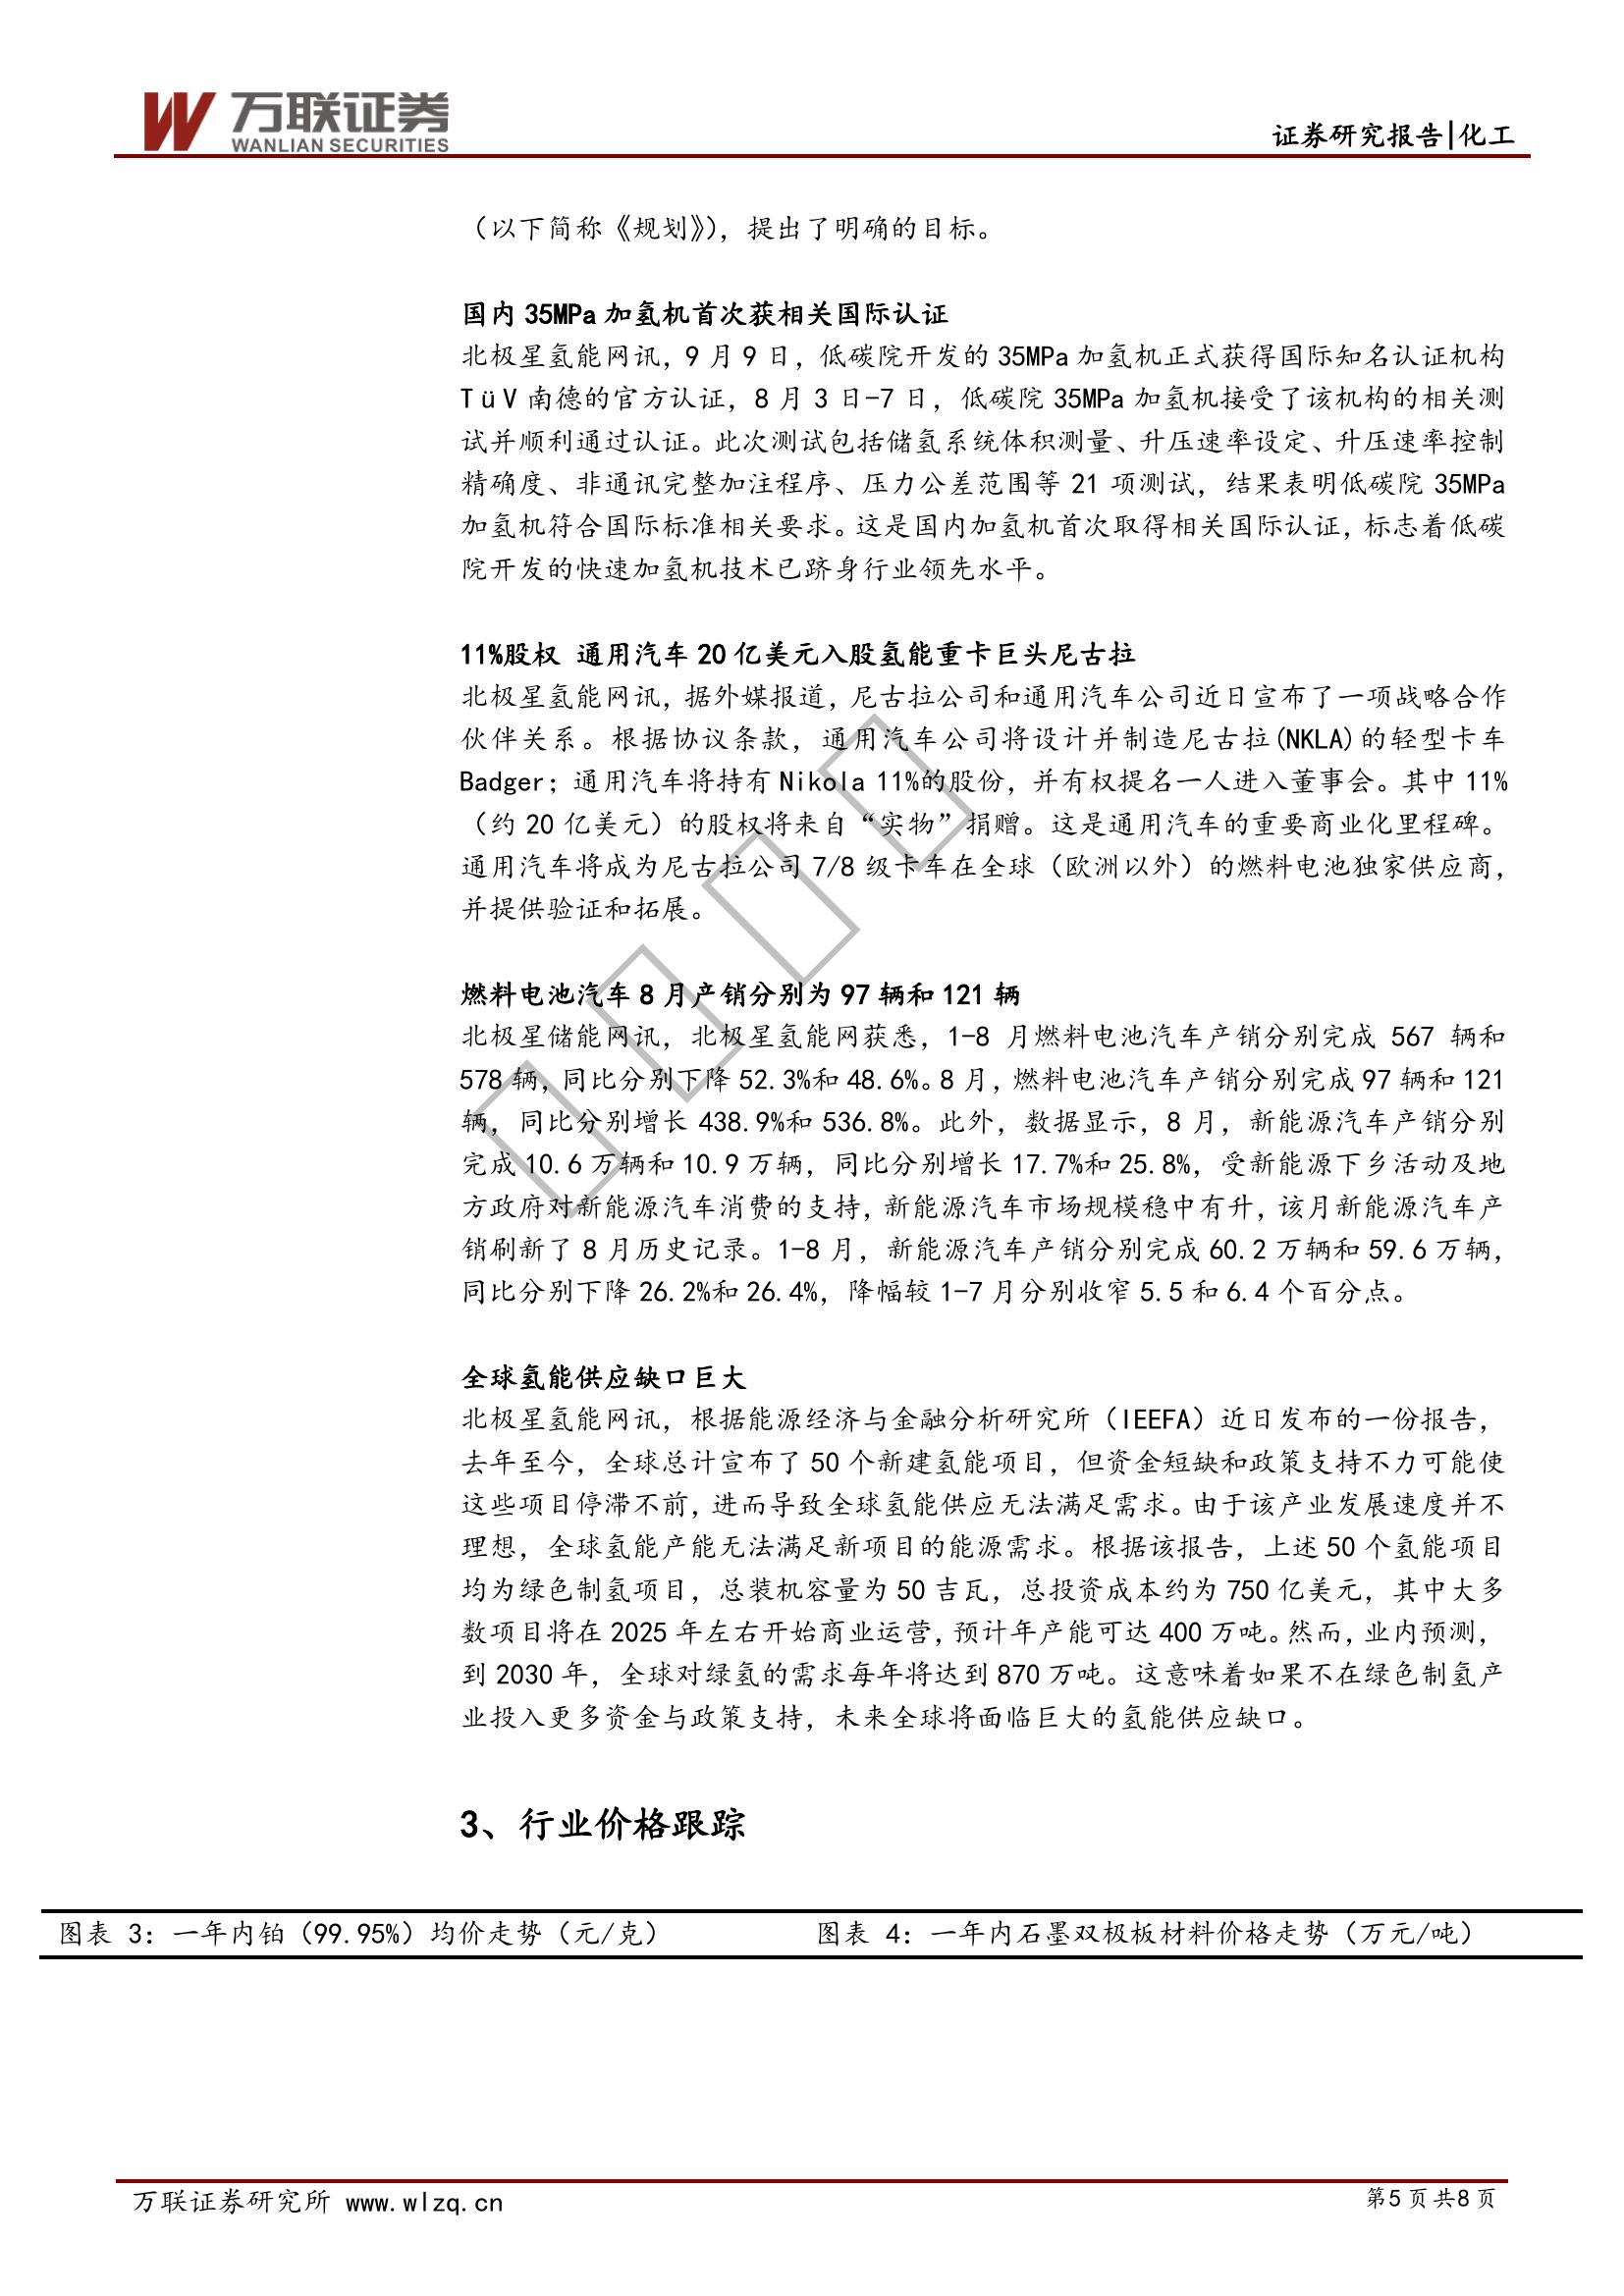 万联证券
WANLIAN SECURITIES
证券研究报告|化工
（以下简称《规划》），提出了明确的目标。
国内 35MPa 加氢机首次获相关国际认证
北极星氢能网讯，9 月 9 日，低碳院开发的 35MPa 加氢机正式获得国际知名认证机构
TüV 南德的官方认证，8 月 3 日-7 日，低碳院 35MPa 加氢机接受了该机构的相关测
试并顺利通过认证。此次测试包括储氢系统体积测量、升压速率设定、升压速率控制
精确度、非通讯完整加注程序、压力公差范围等 21 项测试，结果表明低碳院 35MPa
加氢机符合国际标准相关要求。这是国内加氢机首次取得相关国际认证，标志着低碳
院开发的快速加氢机技术已跻身行业领先水平。
11%股权 通用汽车 20 亿美元入股氢能重卡巨头尼古拉
北极星氢能网讯，据外媒报道，尼古拉公司和通用汽车公司近日宣布了一项战略合作
伙伴关系。根据协议条款，通用汽车公司将设计并制造尼古拉(NKLA)的轻型卡车
Badger；通用汽车将持有 Nikola 11%的股份，并有权提名一人进入董事会。其中 11%
（约 20 亿美元）的股权将来自“实物”捐赠。这是通用汽车的重要商业化里程碑。
通用汽车将成为尼古拉公司 7/8 级卡车在全球（欧洲以外）的燃料电池独家供应商，
并提供验证和拓展。
燃料电池汽车 8 月产销分别为 97 辆和 121 辆
北极星储能网讯，北极星氢能网获悉，1-8 月燃料电池汽车产销分别完成 567 辆和
578 辆，同比分别下降 52.3%和 48.6%。8 月，燃料电池汽车产销分别完成 97 辆和 121
辆，同比分别增长 438.9%和 536.8%。此外，数据显示，8 月，新能源汽车产销分别
完成 10.6 万辆和 10.9 万辆，同比分别增长 17.7%和 25.8%，受新能源下乡活动及地
方政府对新能源汽车消费的支持，新能源汽车市场规模稳中有升，该月新能源汽车产
销刷新了 8 月历史记录。1-8 月，新能源汽车产销分别完成 60.2 万辆和 59.6 万辆，
同比分别下降 26.2%和 26.4%，降幅较 1-7 月分别收窄 5.5 和 6.4 个百分点。
全球氢能供应缺口巨大
北极星氢能网讯，根据能源经济与金融分析研究所（IEEFA）近日发布的一份报告，
去年至今，全球总计宣布了 50 个新建氢能项目，但资金短缺和政策支持不力可能使
这些项目停滞不前，进而导致全球氢能供应无法满足需求。由于该产业发展速度并不
理想，全球氢能产能无法满足新项目的能源需求。根据该报告，上述 50 个氢能项目
均为绿色制氢项目，总装机容量为 50 吉瓦，总投资成本约为 750 亿美元，其中大多
数项目将在 2025 年左右开始商业运营，预计年产能可达 400 万吨。然而，业内预测，
到 2030 年，全球对绿氢的需求每年将达到 870 万吨。这意味着如果不在绿色制氢产
业投入更多资金与政策支持，未来全球将面临巨大的氢能供应缺口。
3、行业价格跟踪
图表 3：一年内铂（99.95%）均价走势（元/克）
图表 4：一年内石墨双极板材料价格走势（万元/吨）
万联证券研究所 www.wlzq.cn
第5页共8页